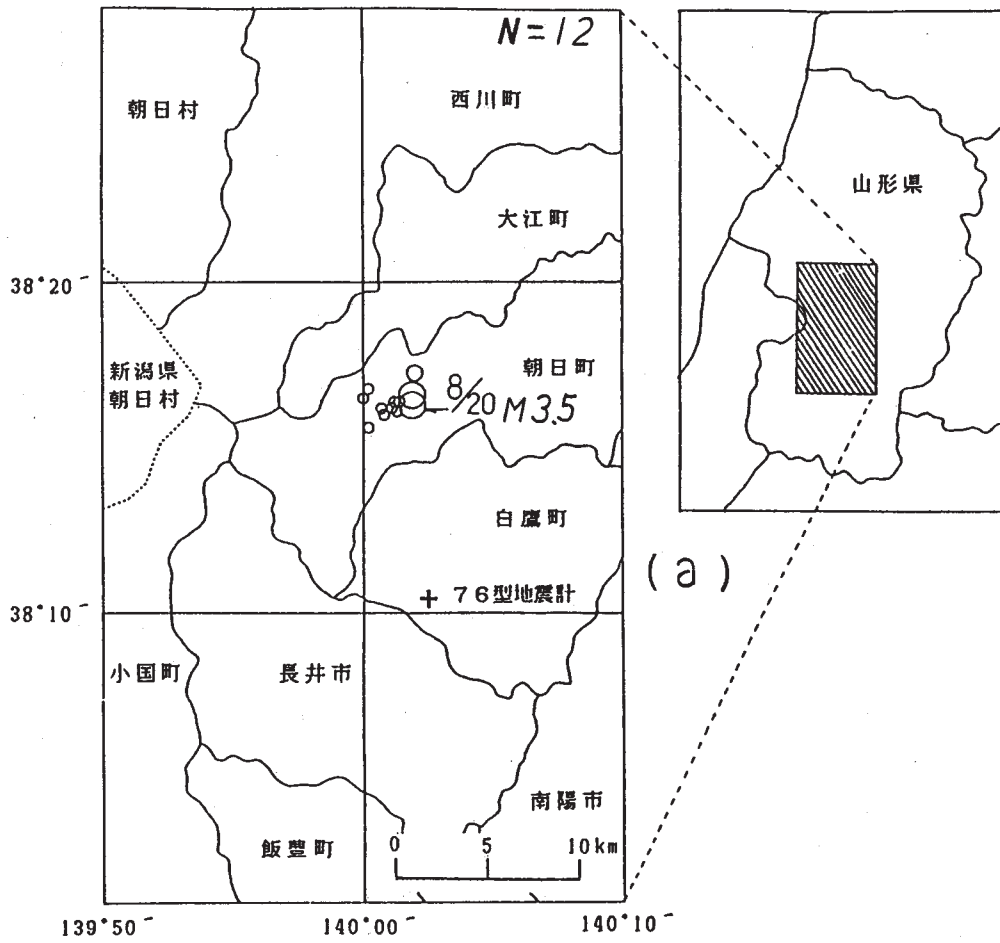 N=12
朝日村
西川町
山形県
大江町
38°20′
新潟県
朝日村
朝日町
/20 M3.5
白鷹町
(a)
+ 76型地震計
38°10′
小国町
長井市
南陽市
飯豊町
0 5 10km
139°50′ 140°00′ 140°10′